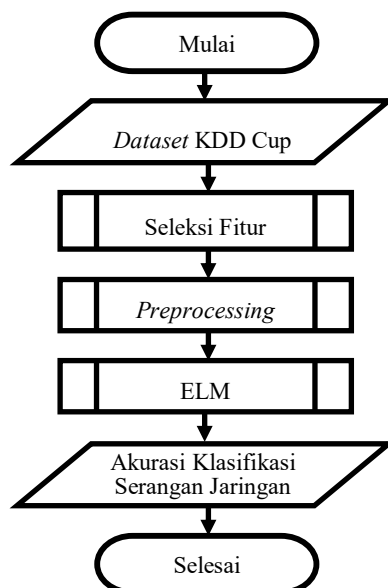 Mulai
Dataset KDD Cup
Seleksi Fitur
Preprocessing
ELM
Akurasi Klasifikasi
Serangan Jaringan
Selesai